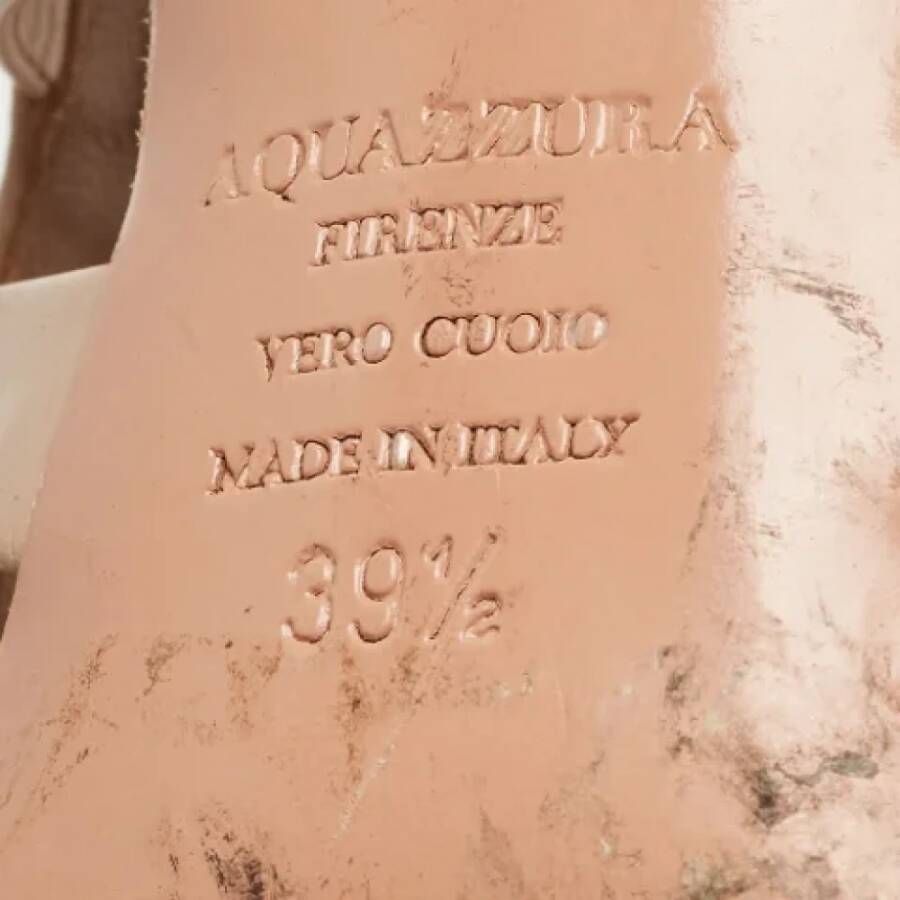 AQUAZZURA
FIRENZE
VERO CUOIO
MADE IN ITALY
39½